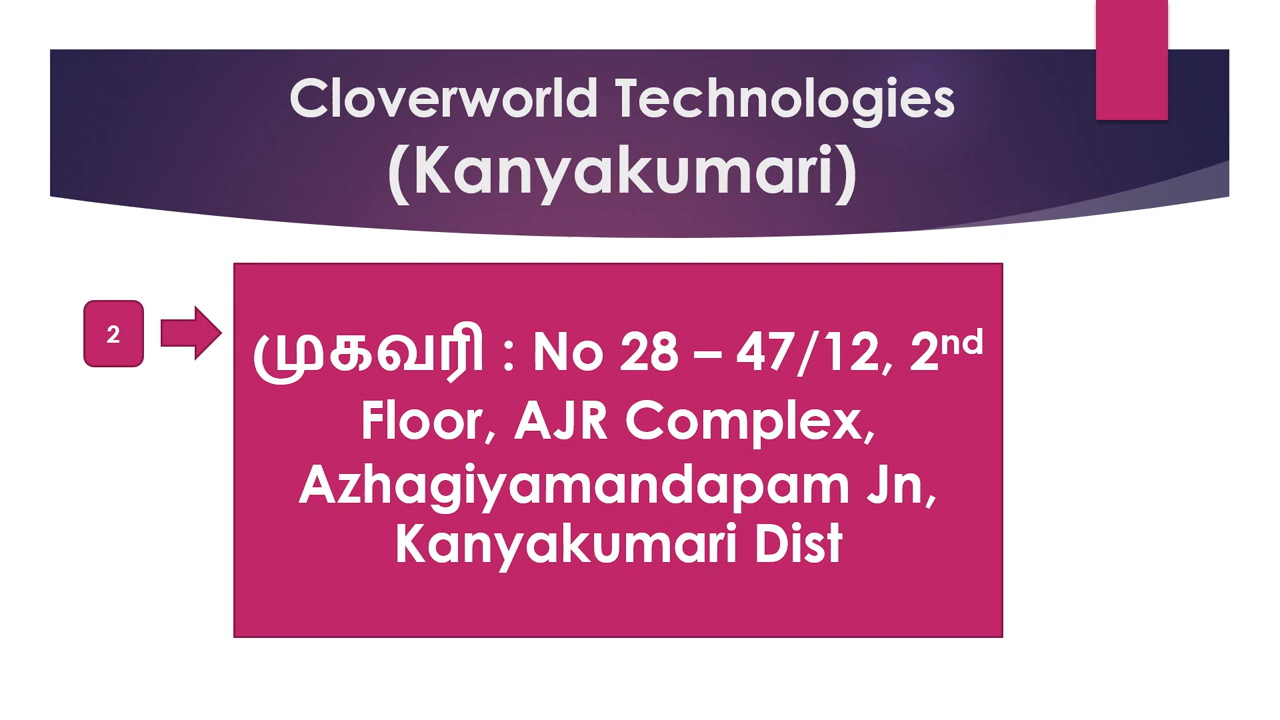 Cloverworld Technologies
(Kanyakumari)
2
முகவரி : No 28 – 47/12, 2nd
Floor, AJR Complex,
Azhagiyamandapam Jn,
Kanyakumari Dist